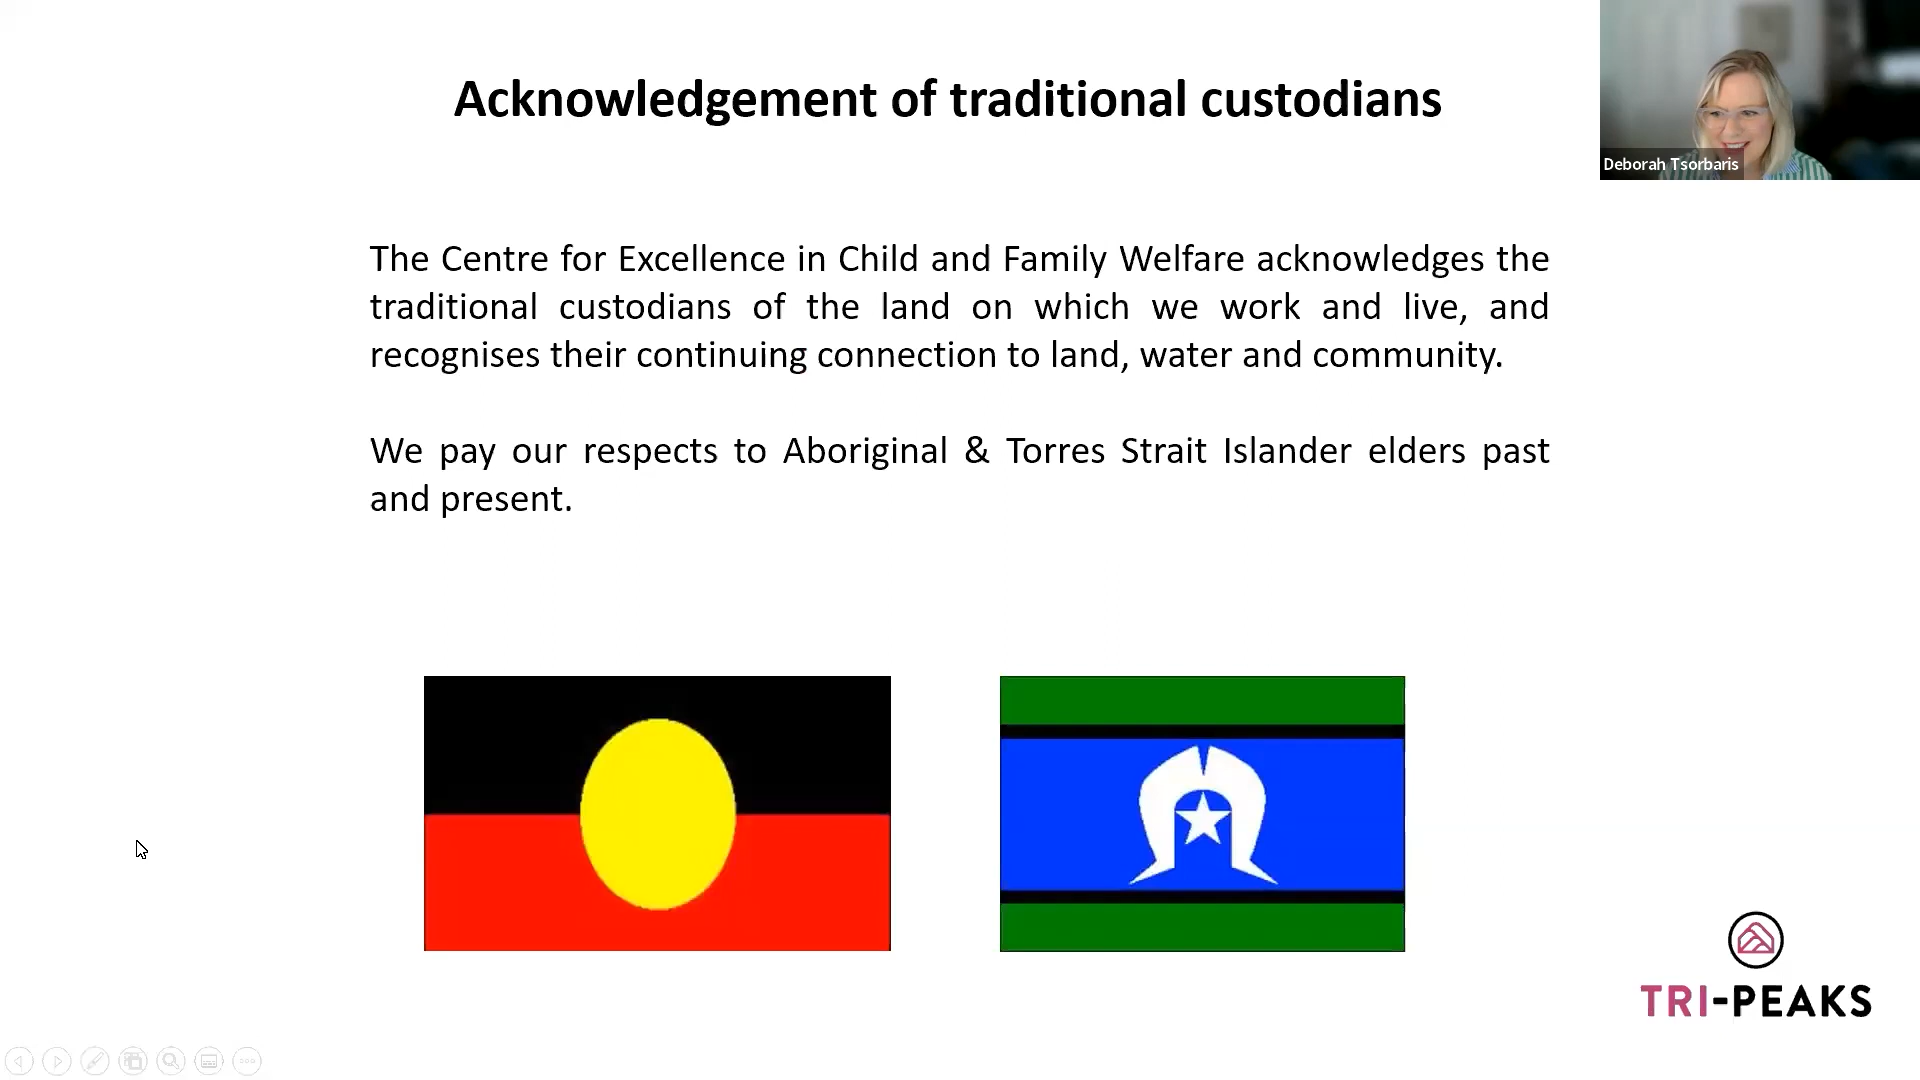 Acknowledgement of traditional custodians
Deborah Tsorbaris
The Centre for Excellence in Child and Family Welfare acknowledges the
traditional custodians of the land on which we work and live, and
recognises their continuing connection to land, water and community.
We pay our respects to Aboriginal & Torres Strait Islander elders past
and present.
TRI-PEAKS